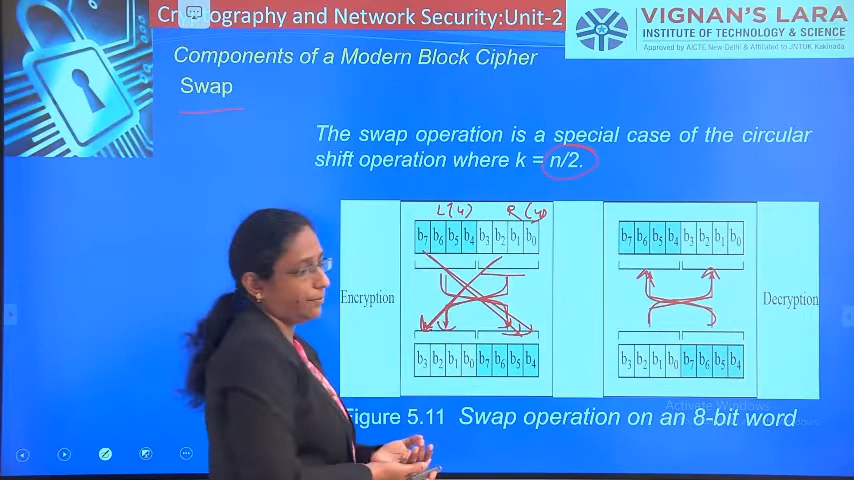 Cryptography and Network Security:Unit-2
VIGNAN'S LARA
INSTITUTE OF TECHNOLOGY & SCIENCE
Approved by AICTE New Delhi & Affiliated to JNTUK Kakinada
Components of a Modern Block Cipher
Swap
The swap operation is a special case of the circular
shift operation where k = n/2.
L(4) R(4)
b7 b6 b5 b4 b3 b2 b1 b0
b7 b6 b5 b4 b3 b2 b1 b0
Encryption
Decryption
b3 b2 b1 b0 b7 b6 b5 b4
b3 b2 b1 b0 b7 b6 b5 b4
Activate Windows
igure 5.11 Swap operation on an 8-bit word